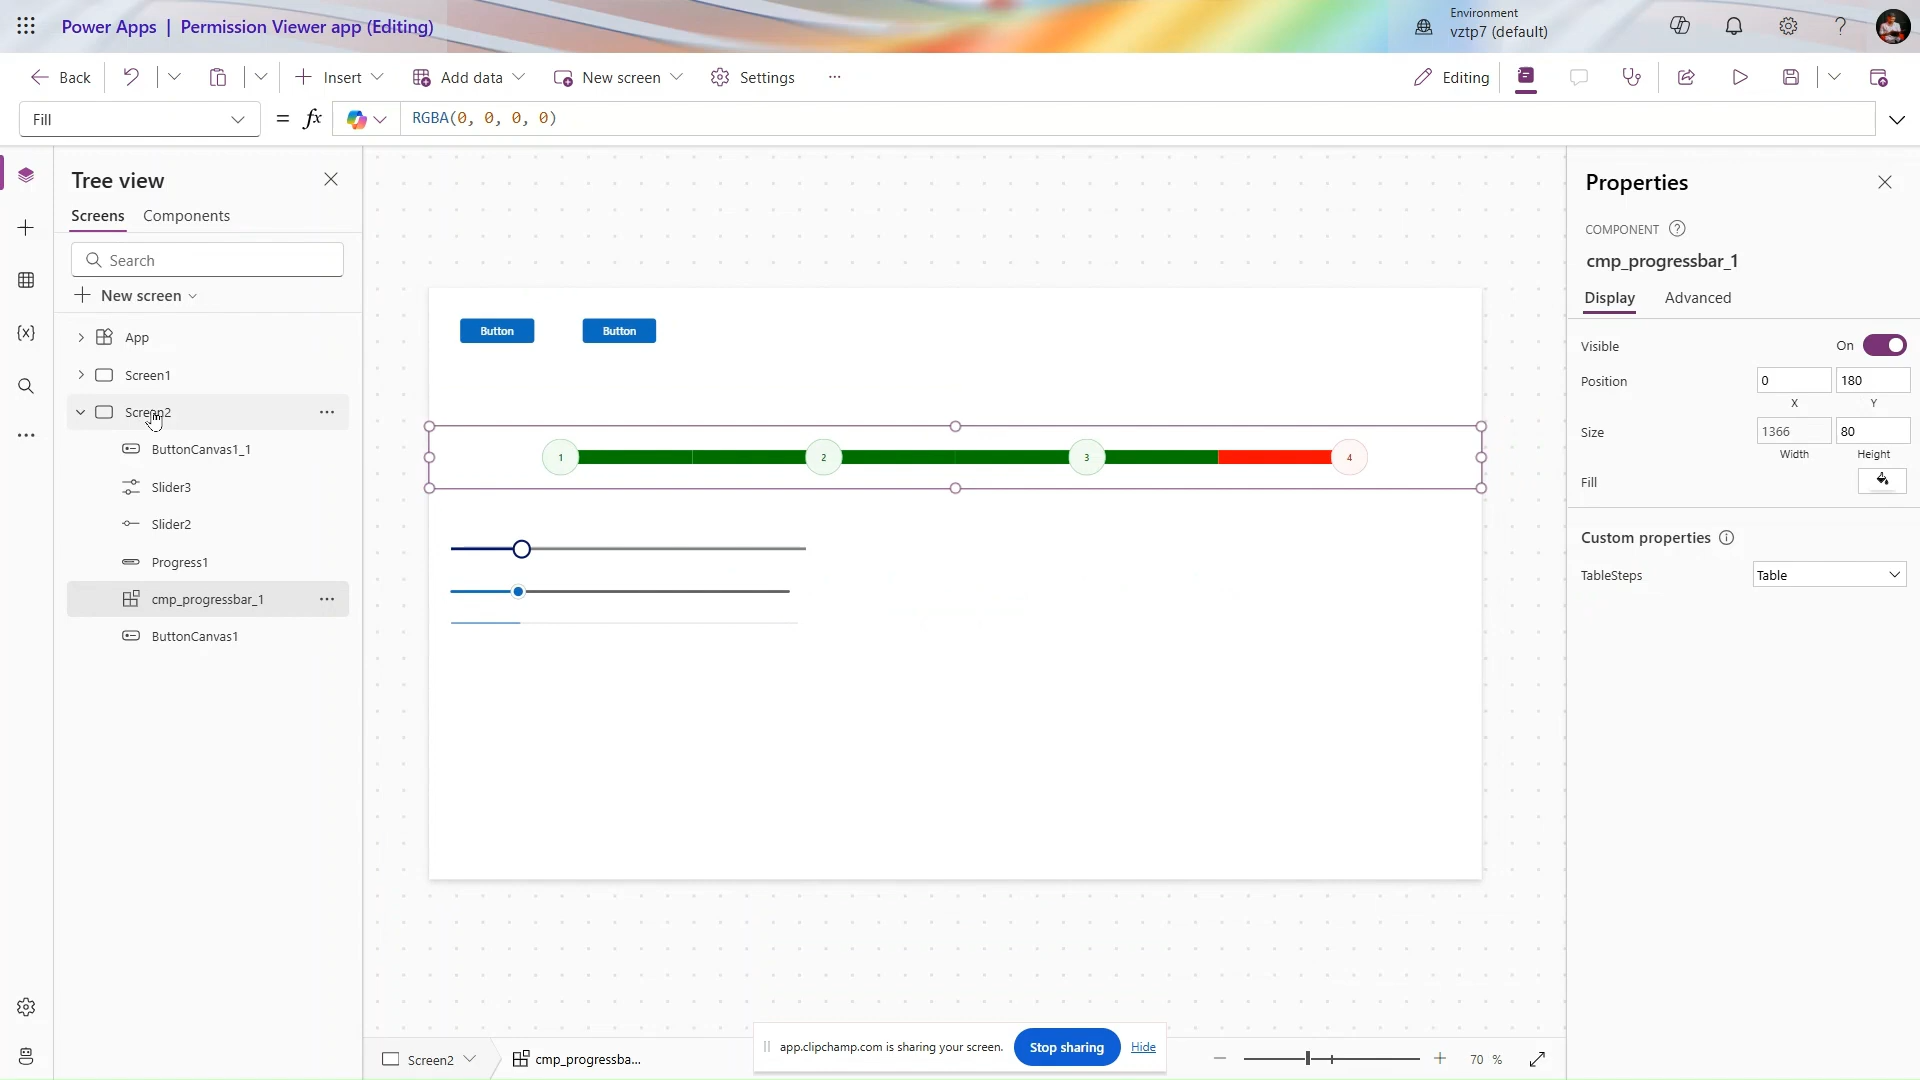 Power Apps | Permission Viewer app (Editing)
Environment
vztp7 (default)
Back
Insert
Add data
New screen
Settings
Editing
Fill
= fx
RGBA(0, 0, 0, 0)
Tree view
Screens
Components
Search
New screen
App
Screen1
Screen2
ButtonCanvas1_1
Slider3
Slider2
Progress1
cmp_progressbar_1
ButtonCanvas1
Button
Button
1
2
3
4
Properties
COMPONENT
cmp_progressbar_1
Display
Advanced
Visible
On
Position
0
180
X
Y
Size
1366
80
Width
Height
Fill
Custom properties
TableSteps
Table
Screen2
cmp_progressba...
app.clipchamp.com is sharing your screen.
Stop sharing
Hide
70 %